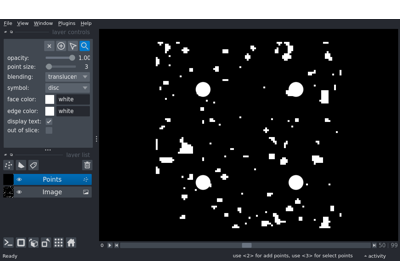 File View Window Plugins Help
layer controls
opacity: 1.00
point size: 3
blending: translucen
symbol: disc
face color: white
edge color: white
display text:
out of slice:
layer list
Points
Image
50 99
Ready use <2> for add points, use <3> for select points activity